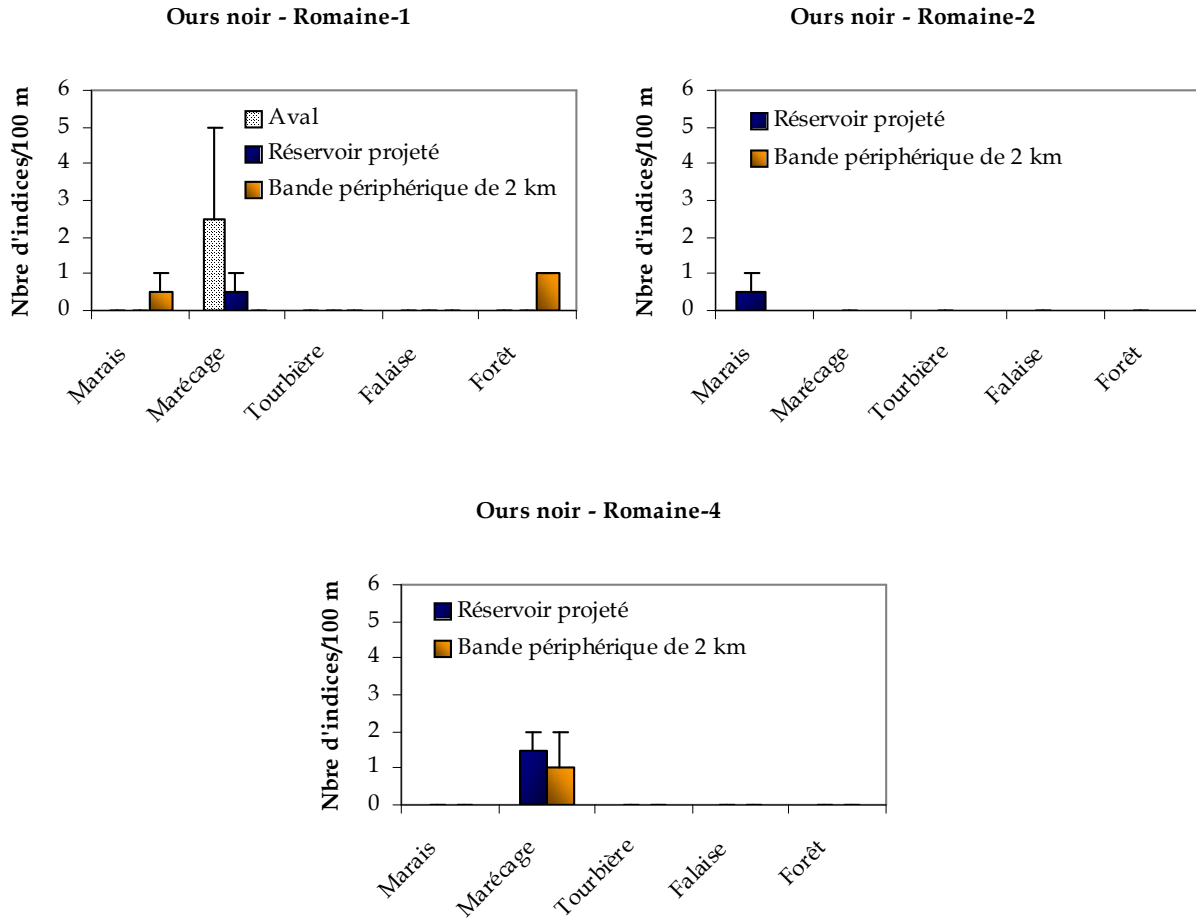 Ours noir - Romaine-1
Nbre d'indices/100 m
6
5
4
3
2
1
0
Aval
Réservoir projeté
Bande périphérique de 2 km
Marais
Marécage
Tourbière
Falaise
Forêt
Ours noir - Romaine-2
Nbre d'indices/100 m
6
5
4
3
2
1
0
Réservoir projeté
Bande périphérique de 2 km
Marais
Marécage
Tourbière
Falaise
Forêt
Ours noir - Romaine-4
Nbre d'indices/100 m
6
5
4
3
2
1
0
Réservoir projeté
Bande périphérique de 2 km
Marais
Marécage
Tourbière
Falaise
Forêt